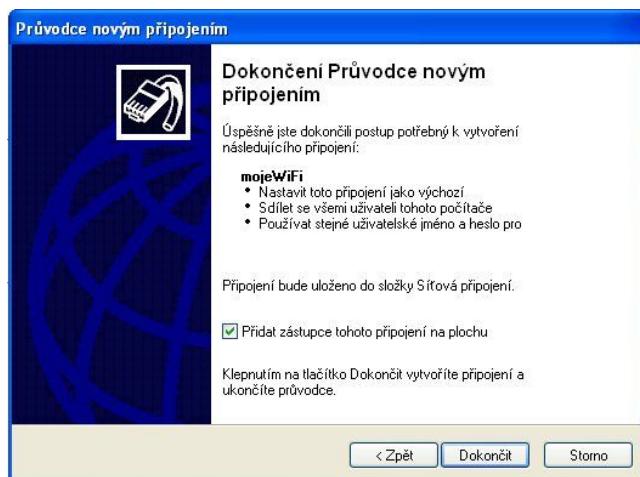 Průvodce novým připojením
Dokončení Průvodce novým
připojením
Úspěšně jste dokončili postup potřebný k vytvoření
následujícího připojení:
mojeWiFi
• Nastavit toto připojení jako výchozí
• Sdílet se všemi uživateli tohoto počítače
• Používat stejné uživatelské jméno a heslo pro
Připojení bude uloženo do složky Síťová připojení.
Přidat zástupce tohoto připojení na plochu
Klepnutím na tlačítko Dokončit vytvoříte připojení a
ukončíte průvodce.
< Zpět Dokončit Storno